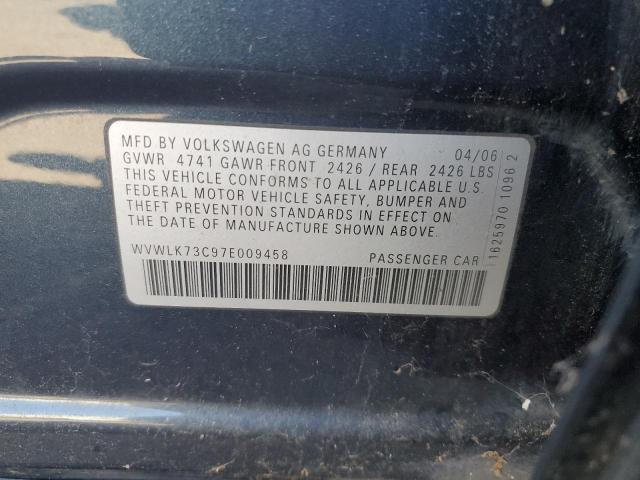 MFD BY VOLKSWAGEN AG GERMANY 04/06
GVWR 4741 GAWR FRONT 2426 / REAR 2426 LBS
THIS VEHICLE CONFORMS TO ALL APPLICABLE U.S
FEDERAL MOTOR VEHICLE SAFETY, BUMPER AND
THEFT PREVENTION STANDARDS IN EFFECT ON
THE DATE OF MANUFACTURE SHOWN ABOVE.
WVWLK73C97E009458 PASSENGER CAR
1625970 1096 2